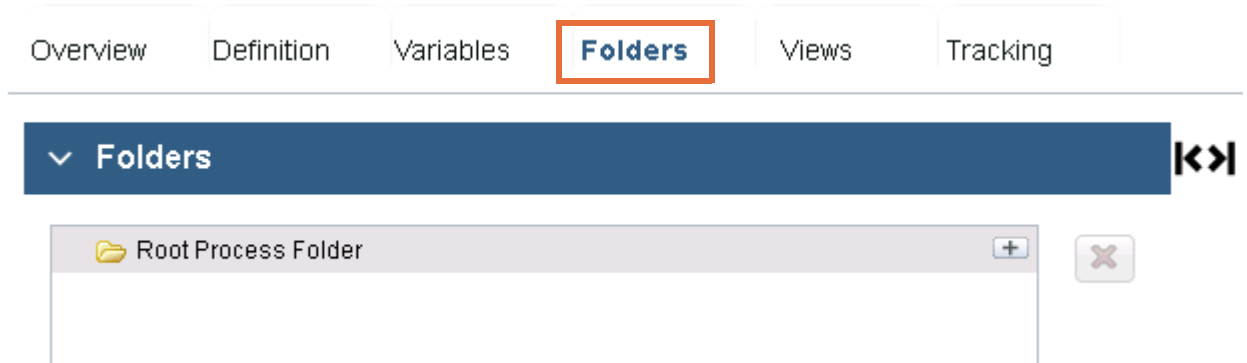 Overview Definition Variables Folders Views Tracking
Folders
Root Process Folder